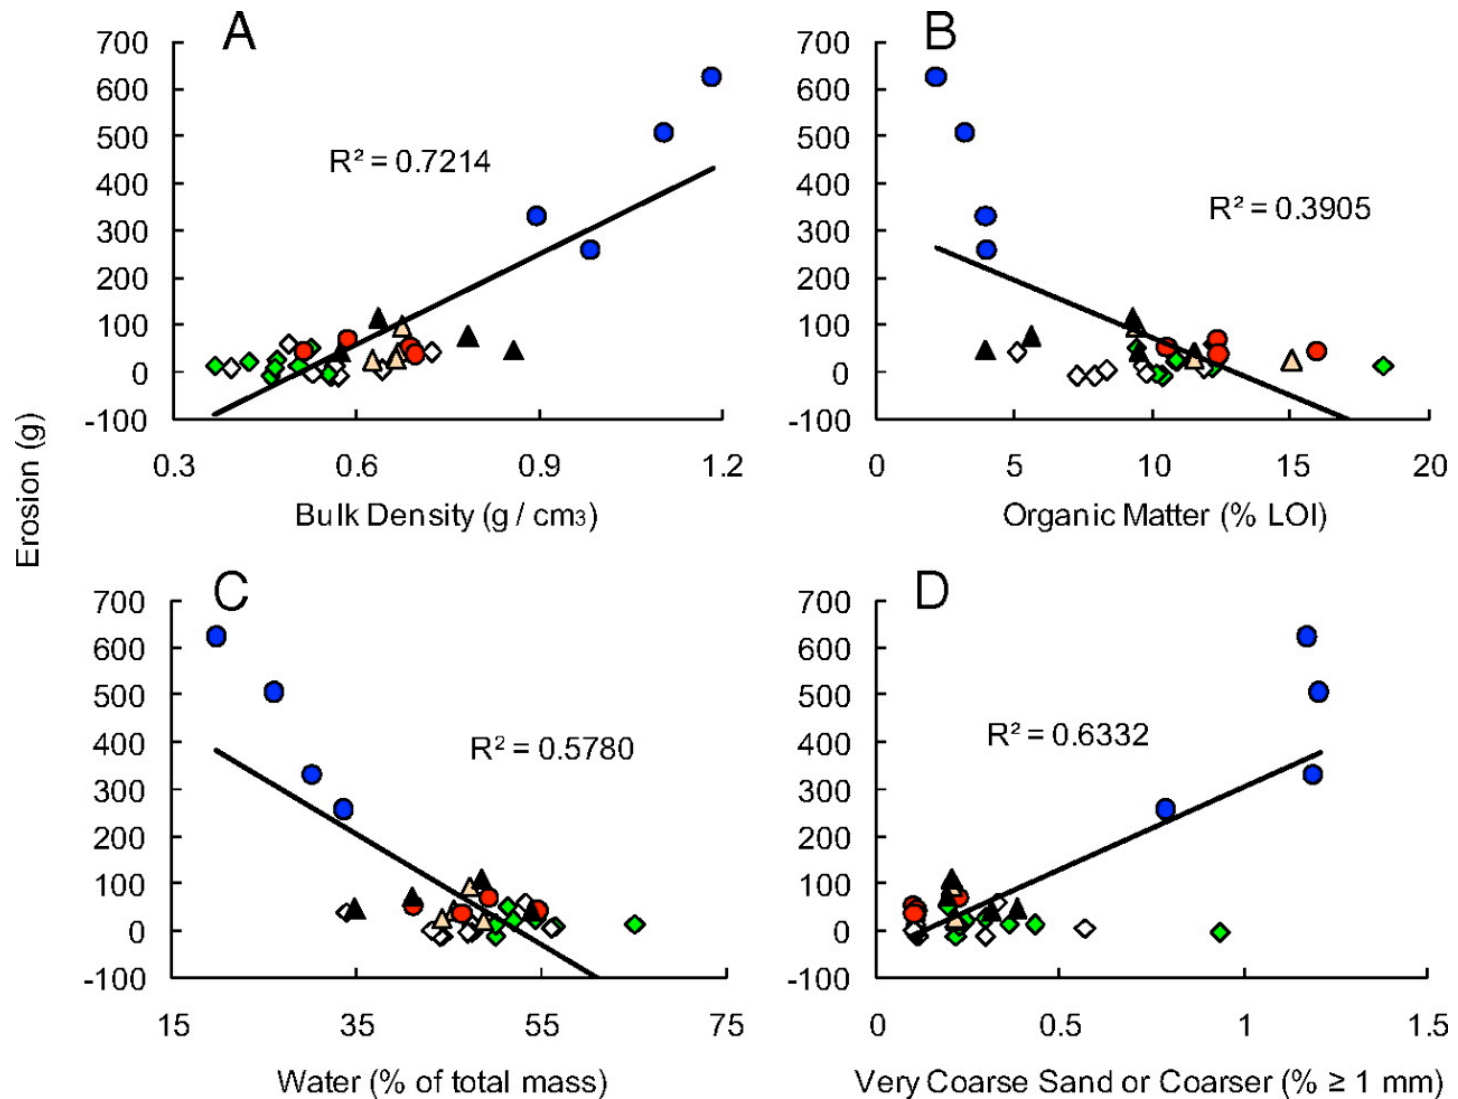 A
700
600
500
400
300
200
100
0
-100
R² = 0.7214
0.3 0.6 0.9 1.2
Bulk Density (g / cm₃)
B
700
600
500
400
300
200
100
0
-100
R² = 0.3905
0 5 10 15 20
Organic Matter (% LOI)
Erosion (g)
C
700
600
500
400
300
200
100
0
-100
R² = 0.5780
15 35 55 75
Water (% of total mass)
D
700
600
500
400
300
200
100
0
-100
R² = 0.6332
0 0.5 1 1.5
Very Coarse Sand or Coarser (% ≥ 1 mm)